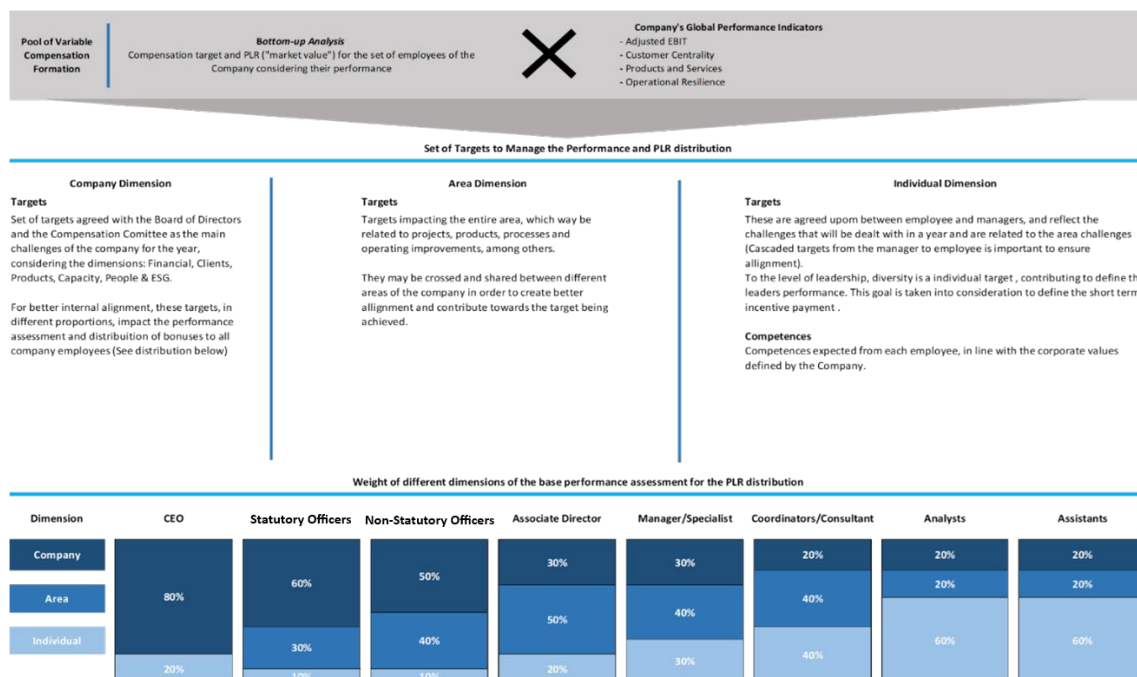 Pool of Variable
Compensation
Formation
Bottom-up Analysis
Compensation target and PLR ("market value") for the set of employees of the
Company considering their performance
Company's Global Performance Indicators
- Adjusted EBIT
- Customer Centrality
- Products and Services
- Operational Resilience
Set of Targets to Manage the Performance and PLR distribution
Company Dimension
Targets
Set of targets agreed with the Board of Directors
and the Compensation Comittee as the main
challenges of the company for the year,
considering the dimensions: Financial, Clients,
Products, Capacity, People & ESG.
For better internal alignment, these targets, in
different proportions, impact the performance
assessment and distribuition of bonuses to all
company employees (See distribution below)
Area Dimension
Targets
Targets impacting the entire area, which way be
related to projects, products, processes and
operating improvements, among others.
They may be crossed and shared between different
areas of the company in order to create better
allignment and contribute towards the target being
achieved.
Individual Dimension
Targets
These are agreed upom between employee and managers, and reflect the
challenges that will be dealt with in a year and are related to the area challenges
(Cascaded targets from the manager to employee is important to ensure
allignment).
To the level of leadership, diversity is a individual target , contributing to define th
leaders performance. This goal is taken into consideration to define the short term
incentive payment .
Competences
Competences expected from each employee, in line with the corporate values
defined by the Company.
Weight of different dimensions of the base performance assessment for the PLR distribution
Dimension CEO Statutory Officers Non-Statutory Officers Associate Director Manager/Specialist Coordinators/Consultant Analysts Assistants
Company 80% 60% 50% 30% 30% 20% 20% 20%
Area 30% 40% 50% 40% 40% 20% 20%
Individual 20% 10% 10% 20% 30% 40% 60% 60%